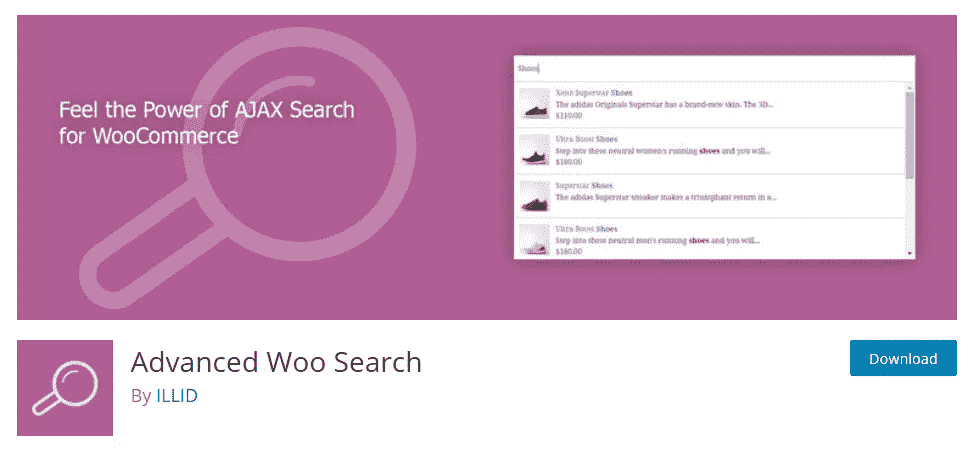 Feel the Power of AJAX Search
for WooCommerce
Shoes
Xeno Superstar Shoes
The adidas Originals Superstar has a brand-new skin. The 3D...
$110.00
Ultra Boost Shoes
Step into these neutral women's running shoes and you will...
$180.00
Superstar Shoes
The adidas Superstar sneaker makes a triumphant return in a...
Ultra Boost Shoes
Step into these neutral men's running shoes and you will...
$180.00
Advanced Woo Search
By ILLID
Download